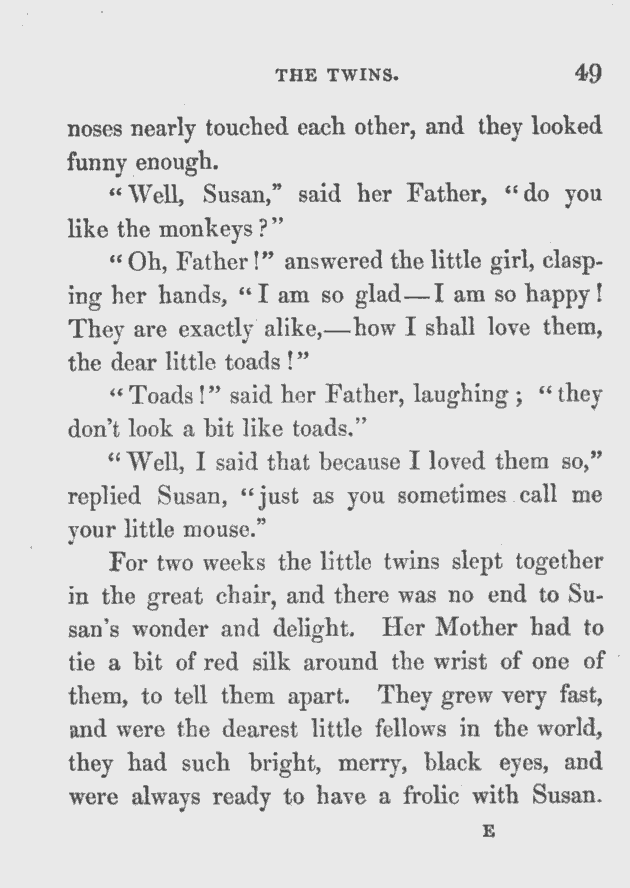 THE TWINS. 49
noses nearly touched each other, and they looked
funny enough.
“Well, Susan,” said her Father, “do you
like the monkeys?”
“Oh, Father!” answered the little girl, clasp-
ing her hands, “I am so glad—I am so happy!
They are exactly alike,—how I shall love them,
the dear little toads!”
“Toads!” said her Father, laughing; “they
don’t look a bit like toads.”
“Well, I said that because I loved them so,”
replied Susan, “just as you sometimes call me
your little mouse.”
For two weeks the little twins slept together
in the great chair, and there was no end to Su-
san’s wonder and delight. Her Mother had to
tie a bit of red silk around the wrist of one of
them, to tell them apart. They grew very fast,
and were the dearest little fellows in the world,
they had such bright, merry, black eyes, and
were always ready to have a frolic with Susan.
E